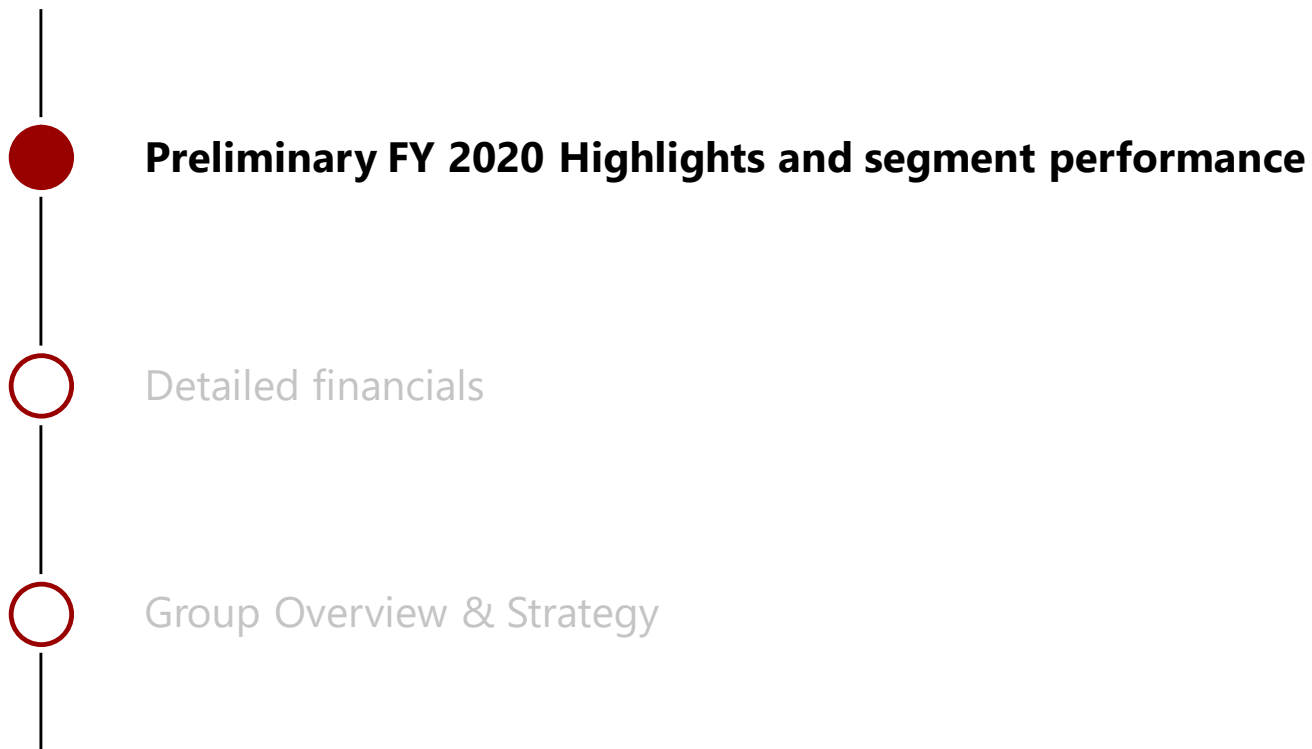 Preliminary FY 2020 Highlights and segment performance
Detailed financials
Group Overview & Strategy